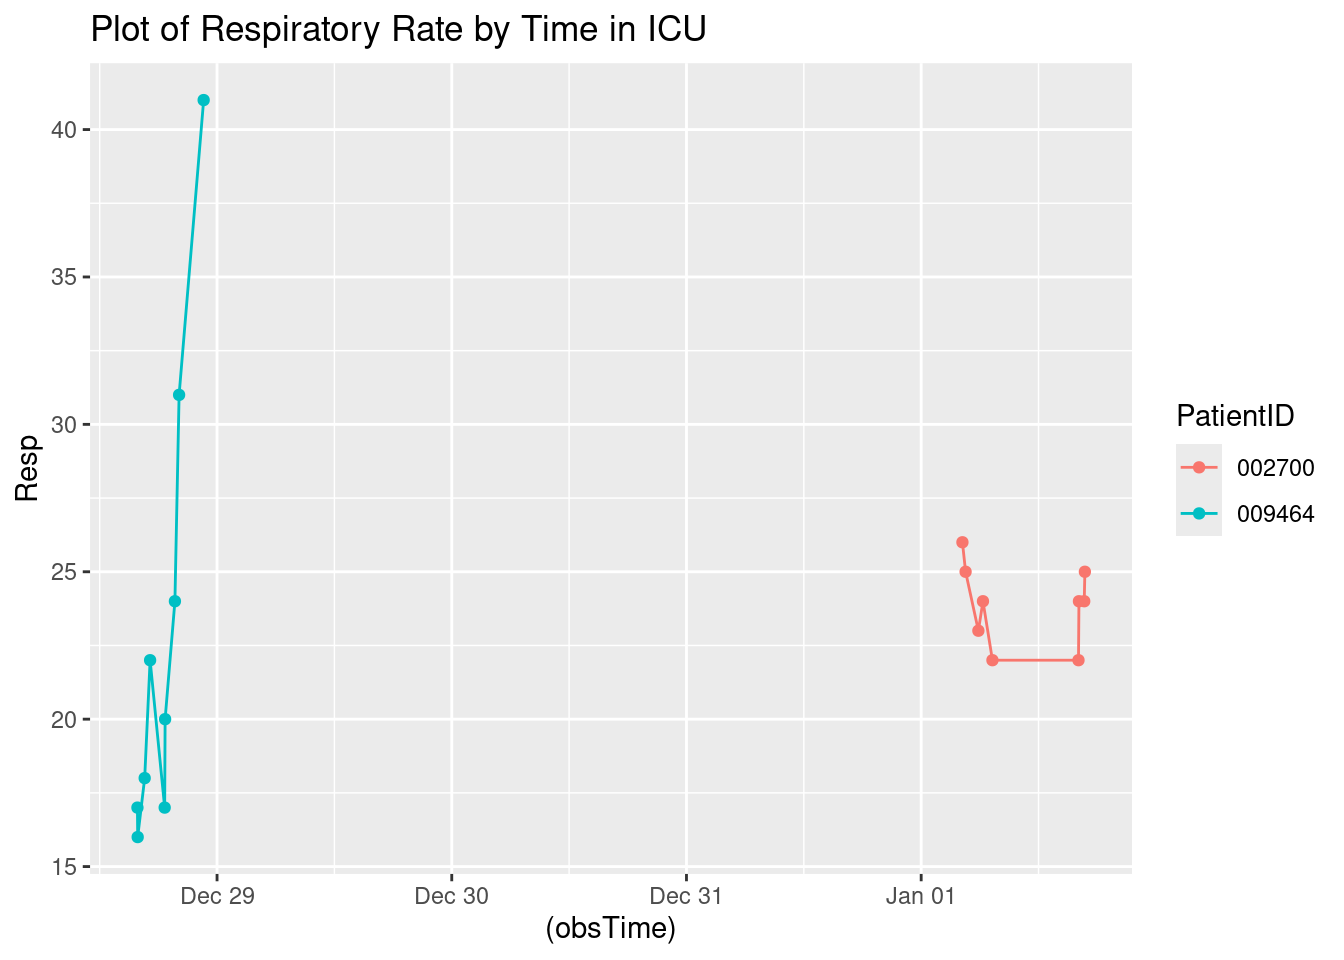 Plot of Respiratory Rate by Time in ICU
40
35
30
25
20
15
Resp
Dec 29
Dec 30
Dec 31
Jan 01
(obsTime)
PatientID
002700
009464